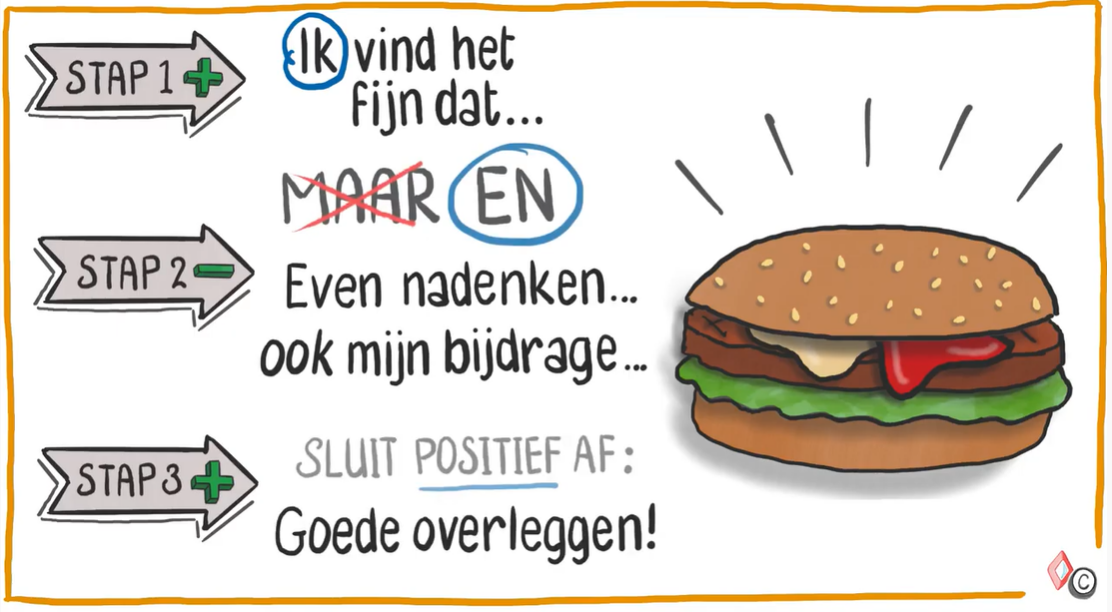 STAP 1 +
Ik vind het
fijn dat...
MAAR EN
STAP 2 -
Even nadenken...
ook mijn bijdrage...
STAP 3 +
SLUIT POSITIEF AF:
Goede overleggen!
©